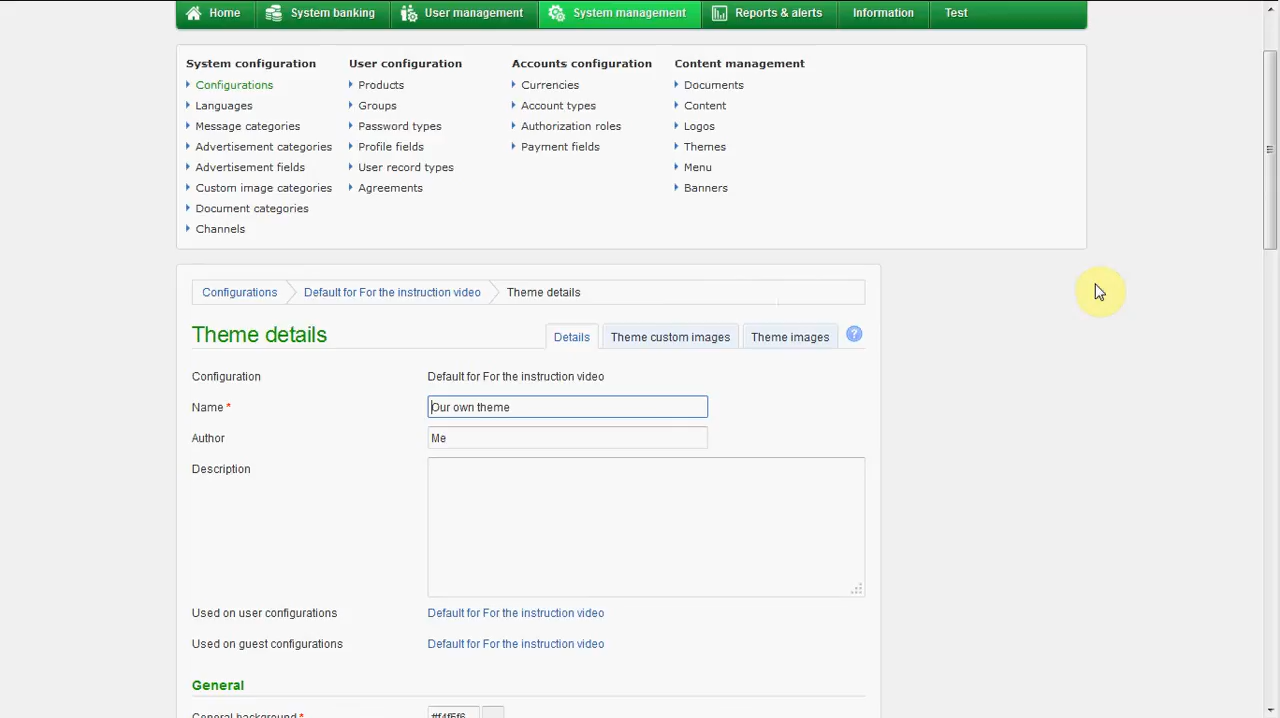 Home System banking User management System management Reports & alerts Information Test
System configuration User configuration Accounts configuration Content management
Configurations Products Currencies Documents
Languages Groups Account types Content
Message categories Password types Authorization roles Logos
Advertisement categories Profile fields Payment fields Themes
Advertisement fields User record types Menu
Custom image categories Agreements Banners
Document categories
Channels
Configurations Default for For the instruction video Theme details
Theme details Details Theme custom images Theme images ?
Configuration Default for For the instruction video
Name * Our own theme
Author Me
Description
Used on user configurations Default for For the instruction video
Used on guest configurations Default for For the instruction video
General
General background * #f4f5f6